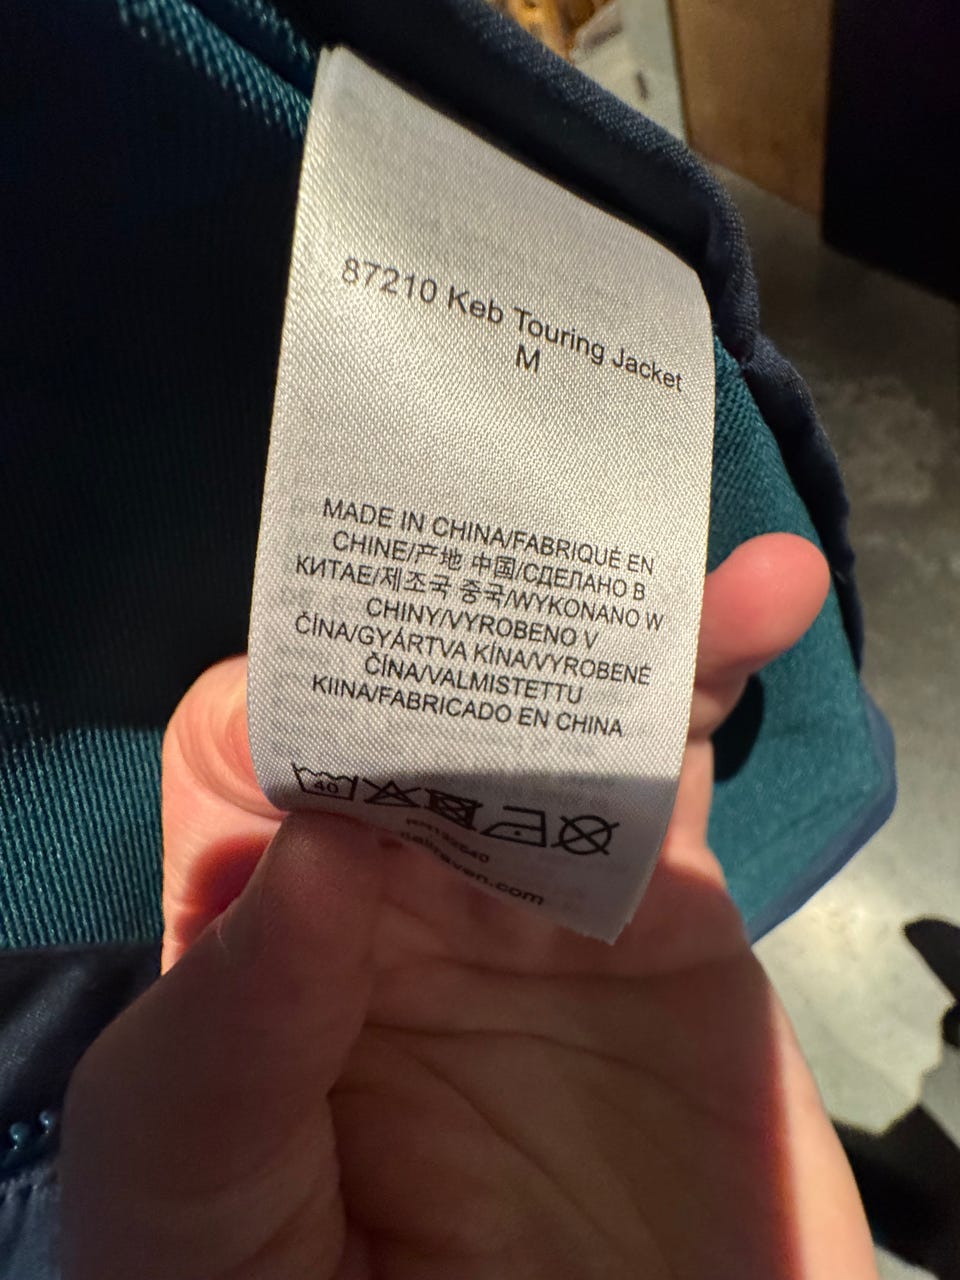 87210 Keb Touring Jacket
M
MADE IN CHINA/FABRIQUÉ EN
CHINE/产地 中国/СДЕЛАНО В
КИТАЕ/제조국 중국/WYKONANO W
CHINY/VYROBENO V
ČÍNA/GYÁRTVA KÍNA/VYROBENÉ
ČÍNA/VALMISTETTU
KIINA/FABRICADO EN CHINA
40